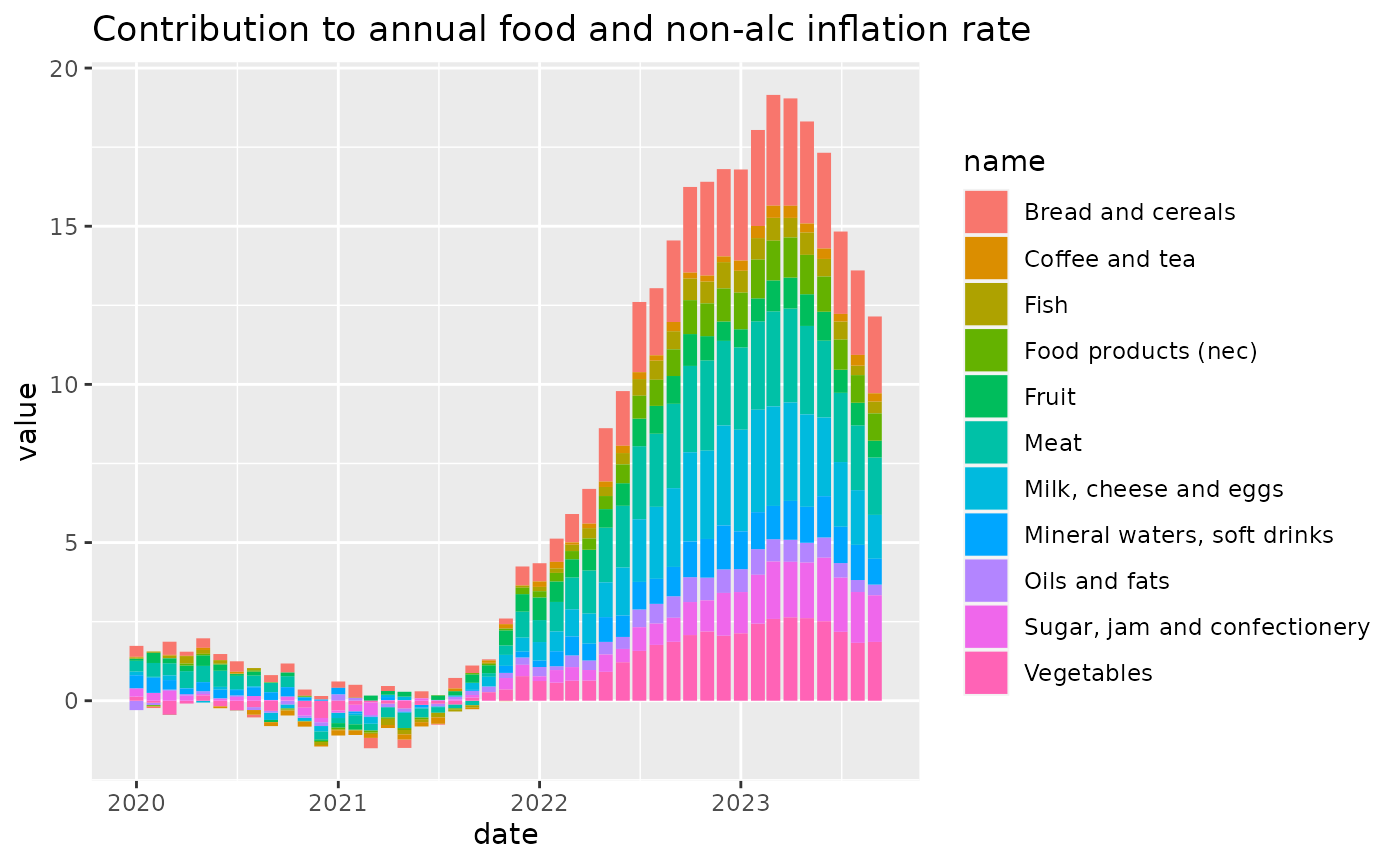 Contribution to annual food and non-alc inflation rate
20
15
10
5
0
value
2020
2021
2022
2023
date
name
Bread and cereals
Coffee and tea
Fish
Food products (nec)
Fruit
Meat
Milk, cheese and eggs
Mineral waters, soft drinks
Oils and fats
Sugar, jam and confectionery
Vegetables